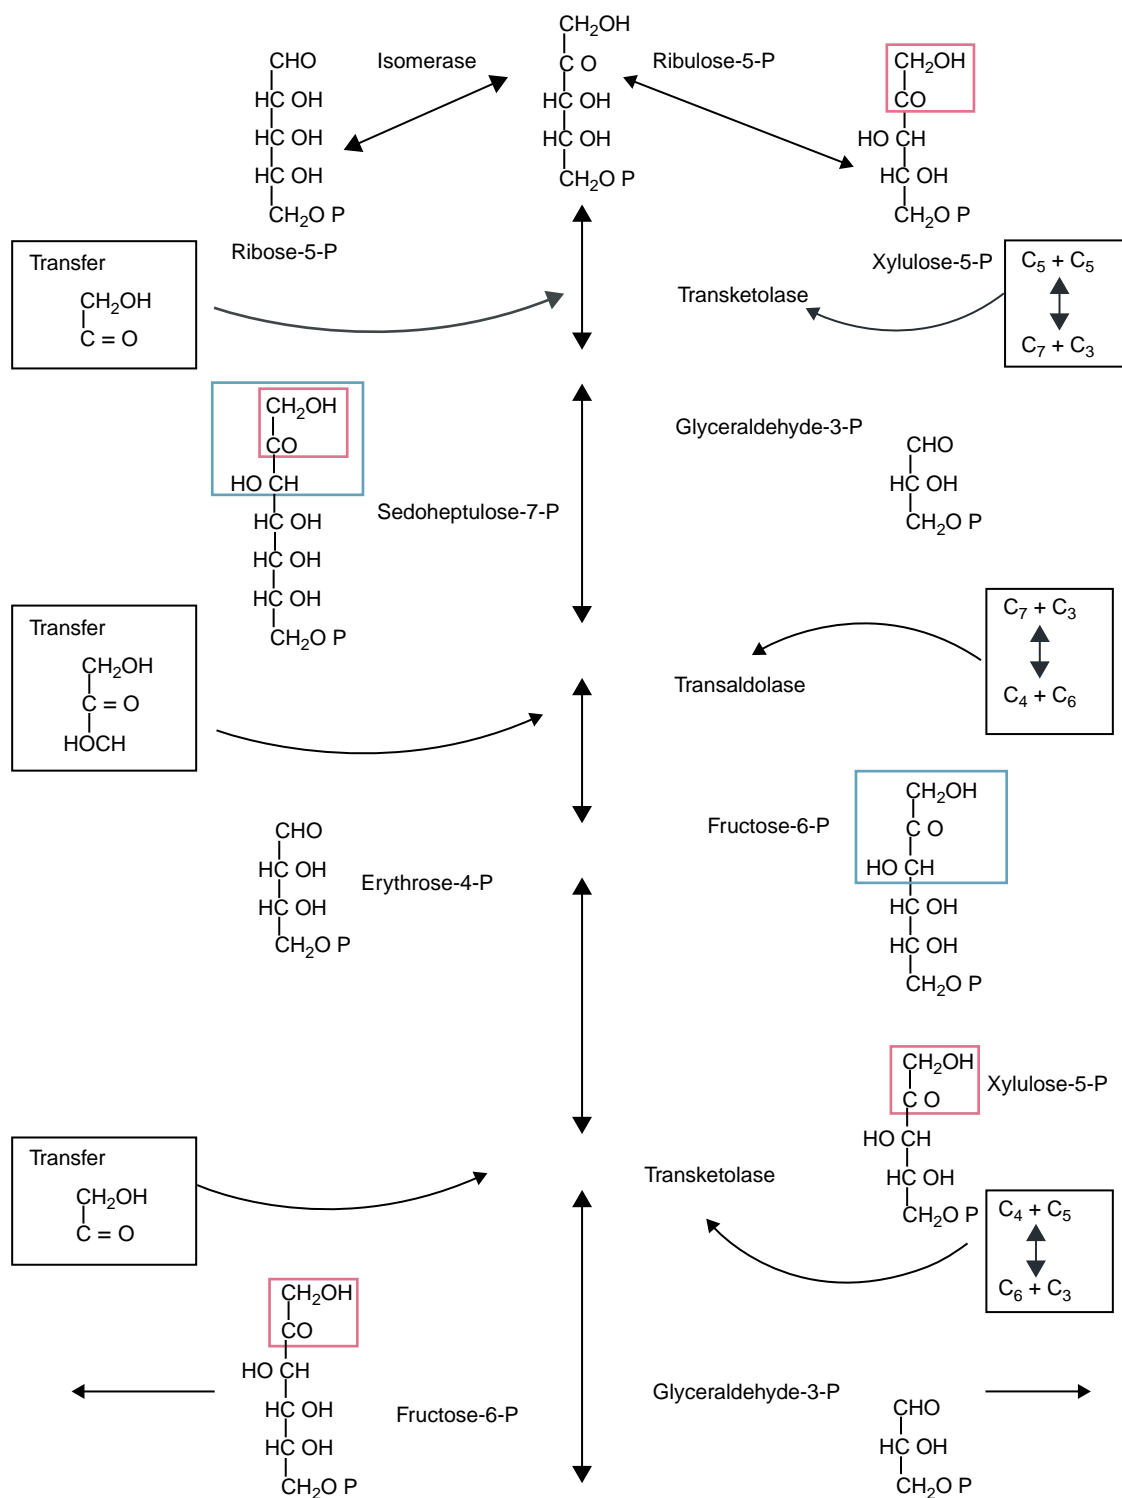 CH2OH
C O
HC OH
HC OH
CH2O P
Isomerase
Ribulose-5-P
CHO
HC OH
HC OH
HC OH
CH2O P
Ribose-5-P
CH2OH
CO
HO CH
HC OH
CH2O P
Xylulose-5-P
Transfer
CH2OH
C = O
Transketolase
C5 + C5
C7 + C3
CH2OH
CO
HO CH
HC OH
HC OH
HC OH
CH2O P
Sedoheptulose-7-P
Glyceraldehyde-3-P
CHO
HC OH
CH2O P
Transfer
CH2OH
C = O
HOCH
Transaldolase
C7 + C3
C4 + C6
CHO
HC OH
HC OH
CH2O P
Erythrose-4-P
Fructose-6-P
CH2OH
C O
HO CH
HC OH
HC OH
CH2O P
CH2OH
C O
HO CH
HC OH
CH2O P
Xylulose-5-P
Transfer
CH2OH
C = O
Transketolase
C4 + C5
C6 + C3
CH2OH
CO
HO CH
HC OH
HC OH
CH2O P
Fructose-6-P
Glyceraldehyde-3-P
CHO
HC OH
CH2O P